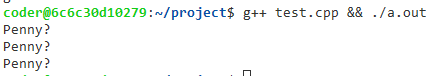 coder@6c6c30d10279:~/project$ g++ test.cpp && ./a.out
Penny?
Penny?
Penny?